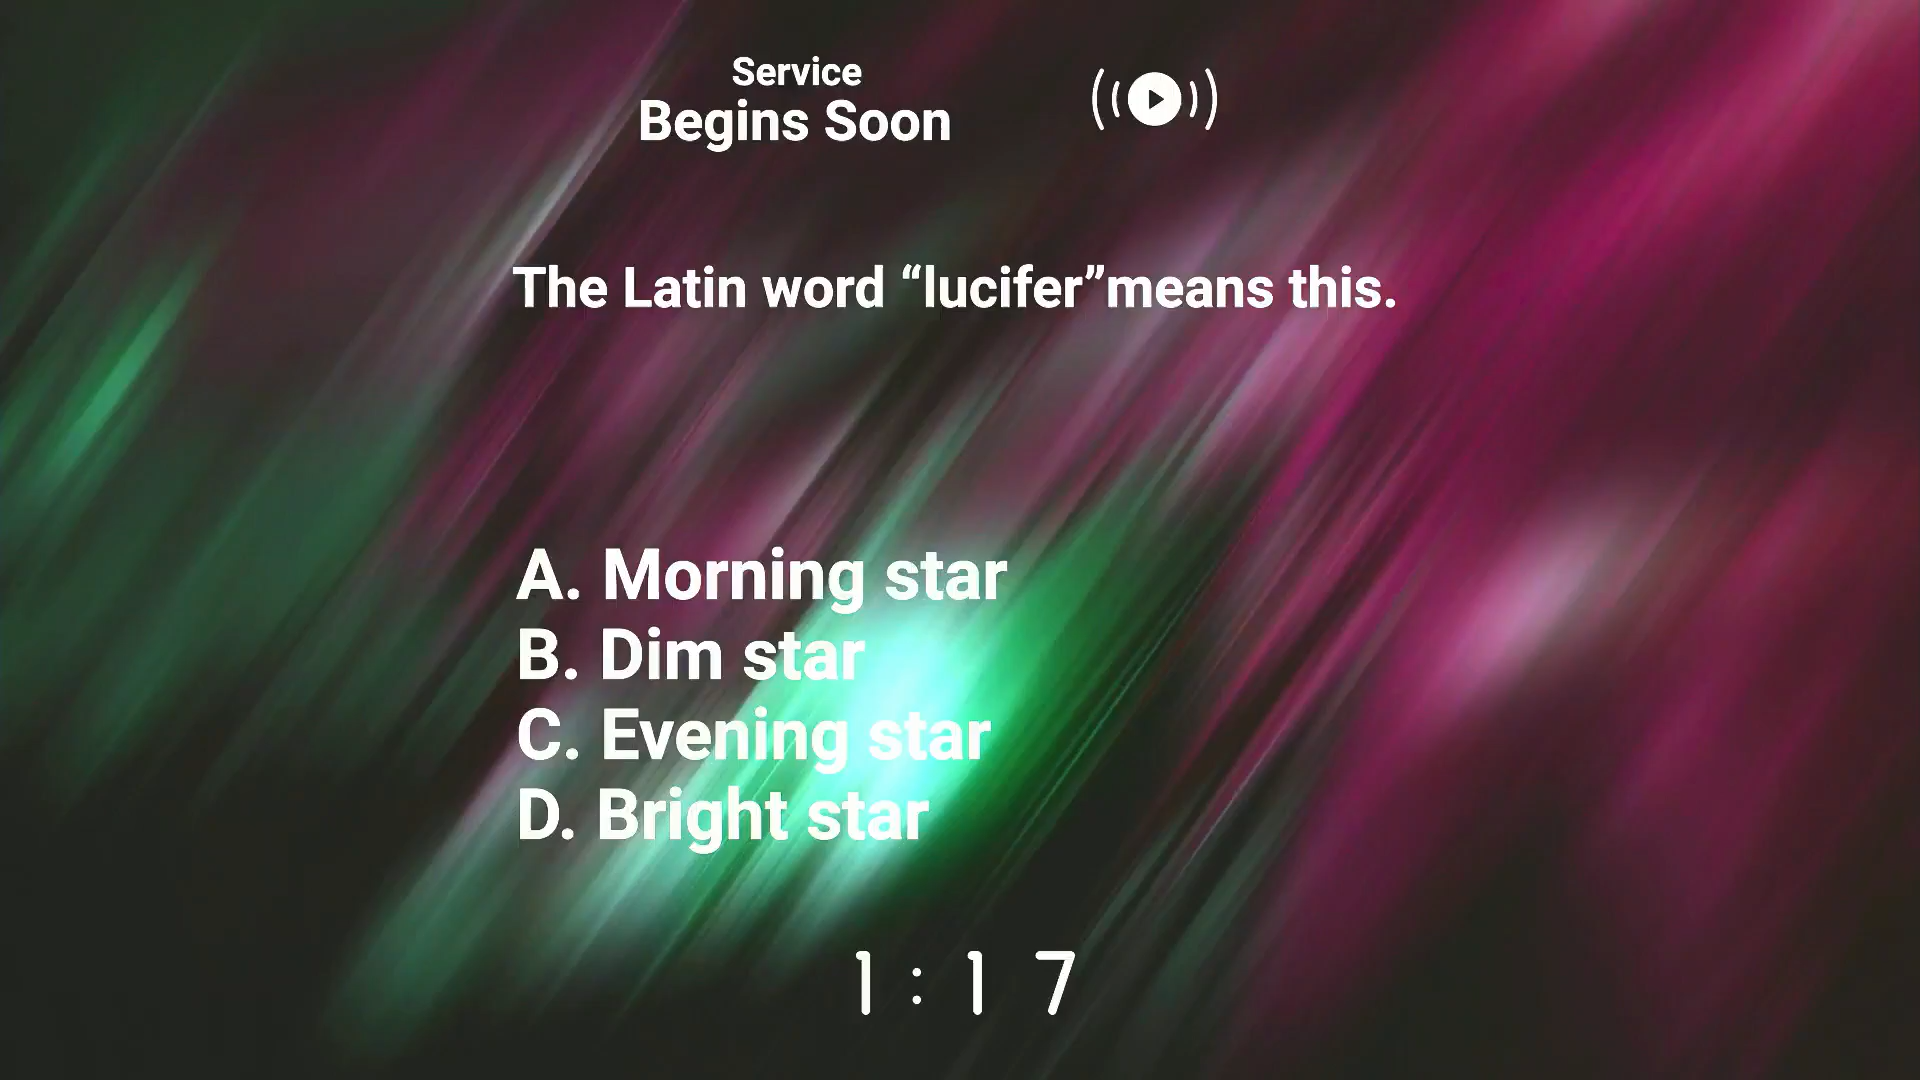 Service
Begins Soon
The Latin word “lucifer”means this.
A. Morning star
B. Dim star
C. Evening star
D. Bright star
1:17